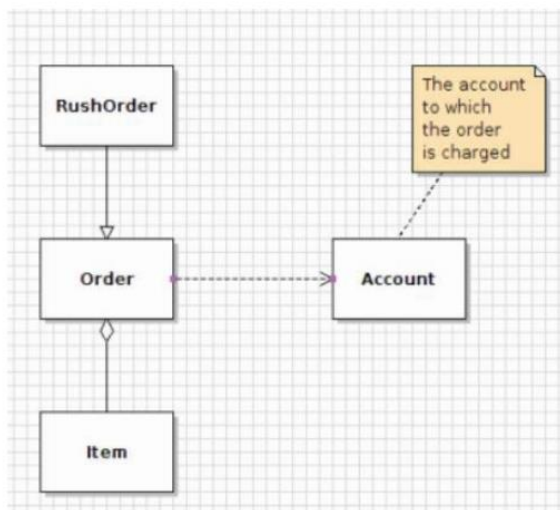 RushOrder
The account
to which
the order
is charged
Order
Account
Item